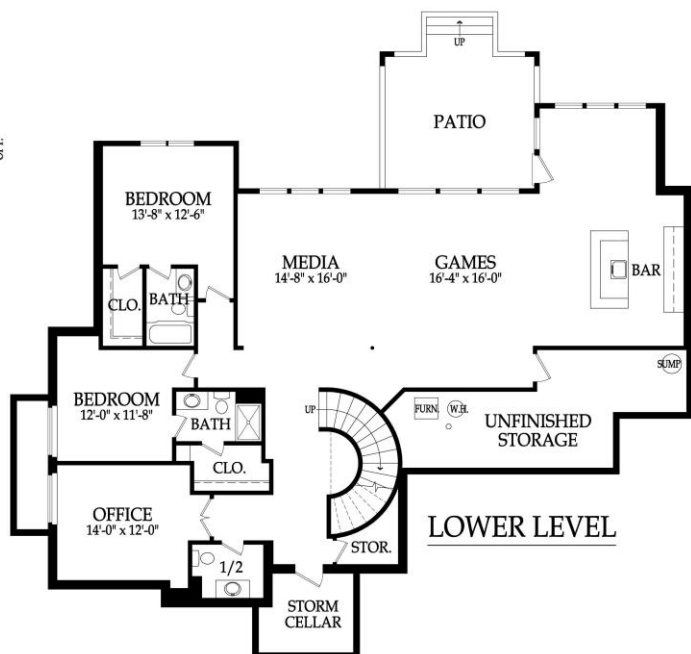 UP
PATIO
BEDROOM
13'-8" x 12'-6"
MEDIA
14'-8" x 16'-0"
GAMES
16'-4" x 16'-0"
BAR
CLO.
BATH
SUMP
BEDROOM
12'-0" x 11'-8"
BATH
UP
FURN.
W.H.
UNFINISHED
STORAGE
CLO.
OFFICE
14'-0" x 12'-0"
LOWER LEVEL
STOR.
1/2
STORM
CELLAR